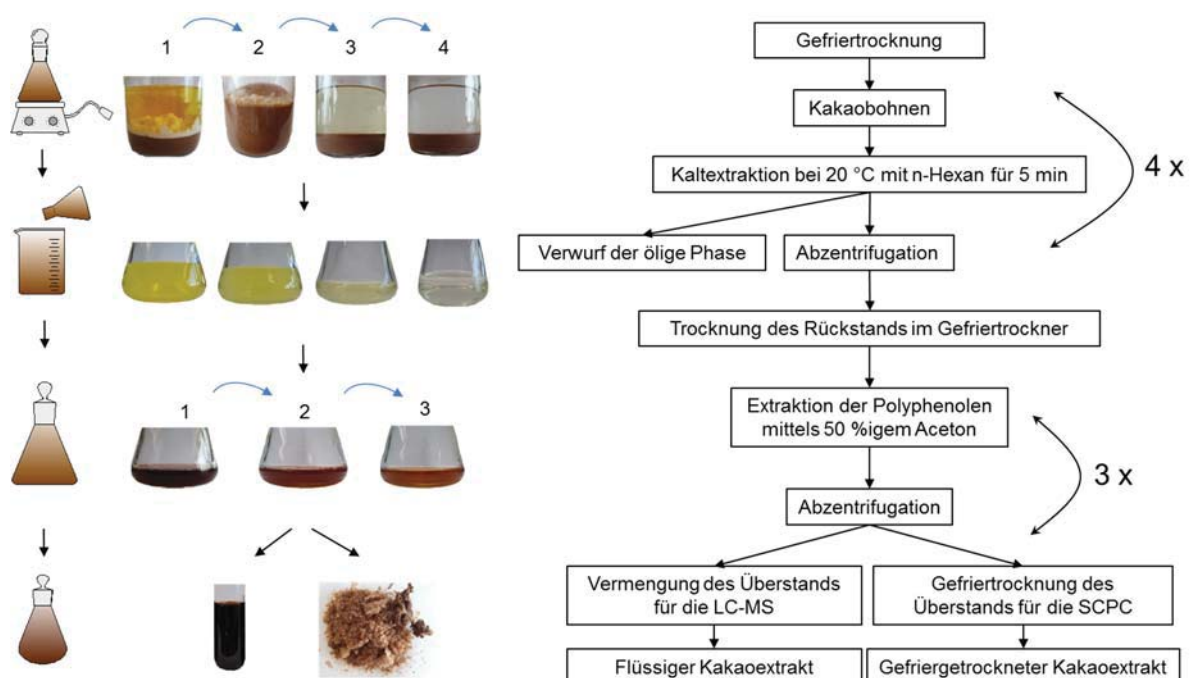 1
2
3
4
1
2
3
Gefriertrocknung
Kakaobohnen
Kaltextraktion bei 20 °C mit n-Hexan für 5 min
4 x
Verwurf der ölige Phase
Abzentrifugation
Trocknung des Rückstands im Gefriertrockner
Extraktion der Polyphenolen
mittels 50 %igem Aceton
3 x
Abzentrifugation
Vermengung des Überstands
für die LC-MS
Gefriertrocknung des
Überstands für die SCPC
Flüssiger Kakaoextrakt
Gefriergetrockneter Kakaoextrakt